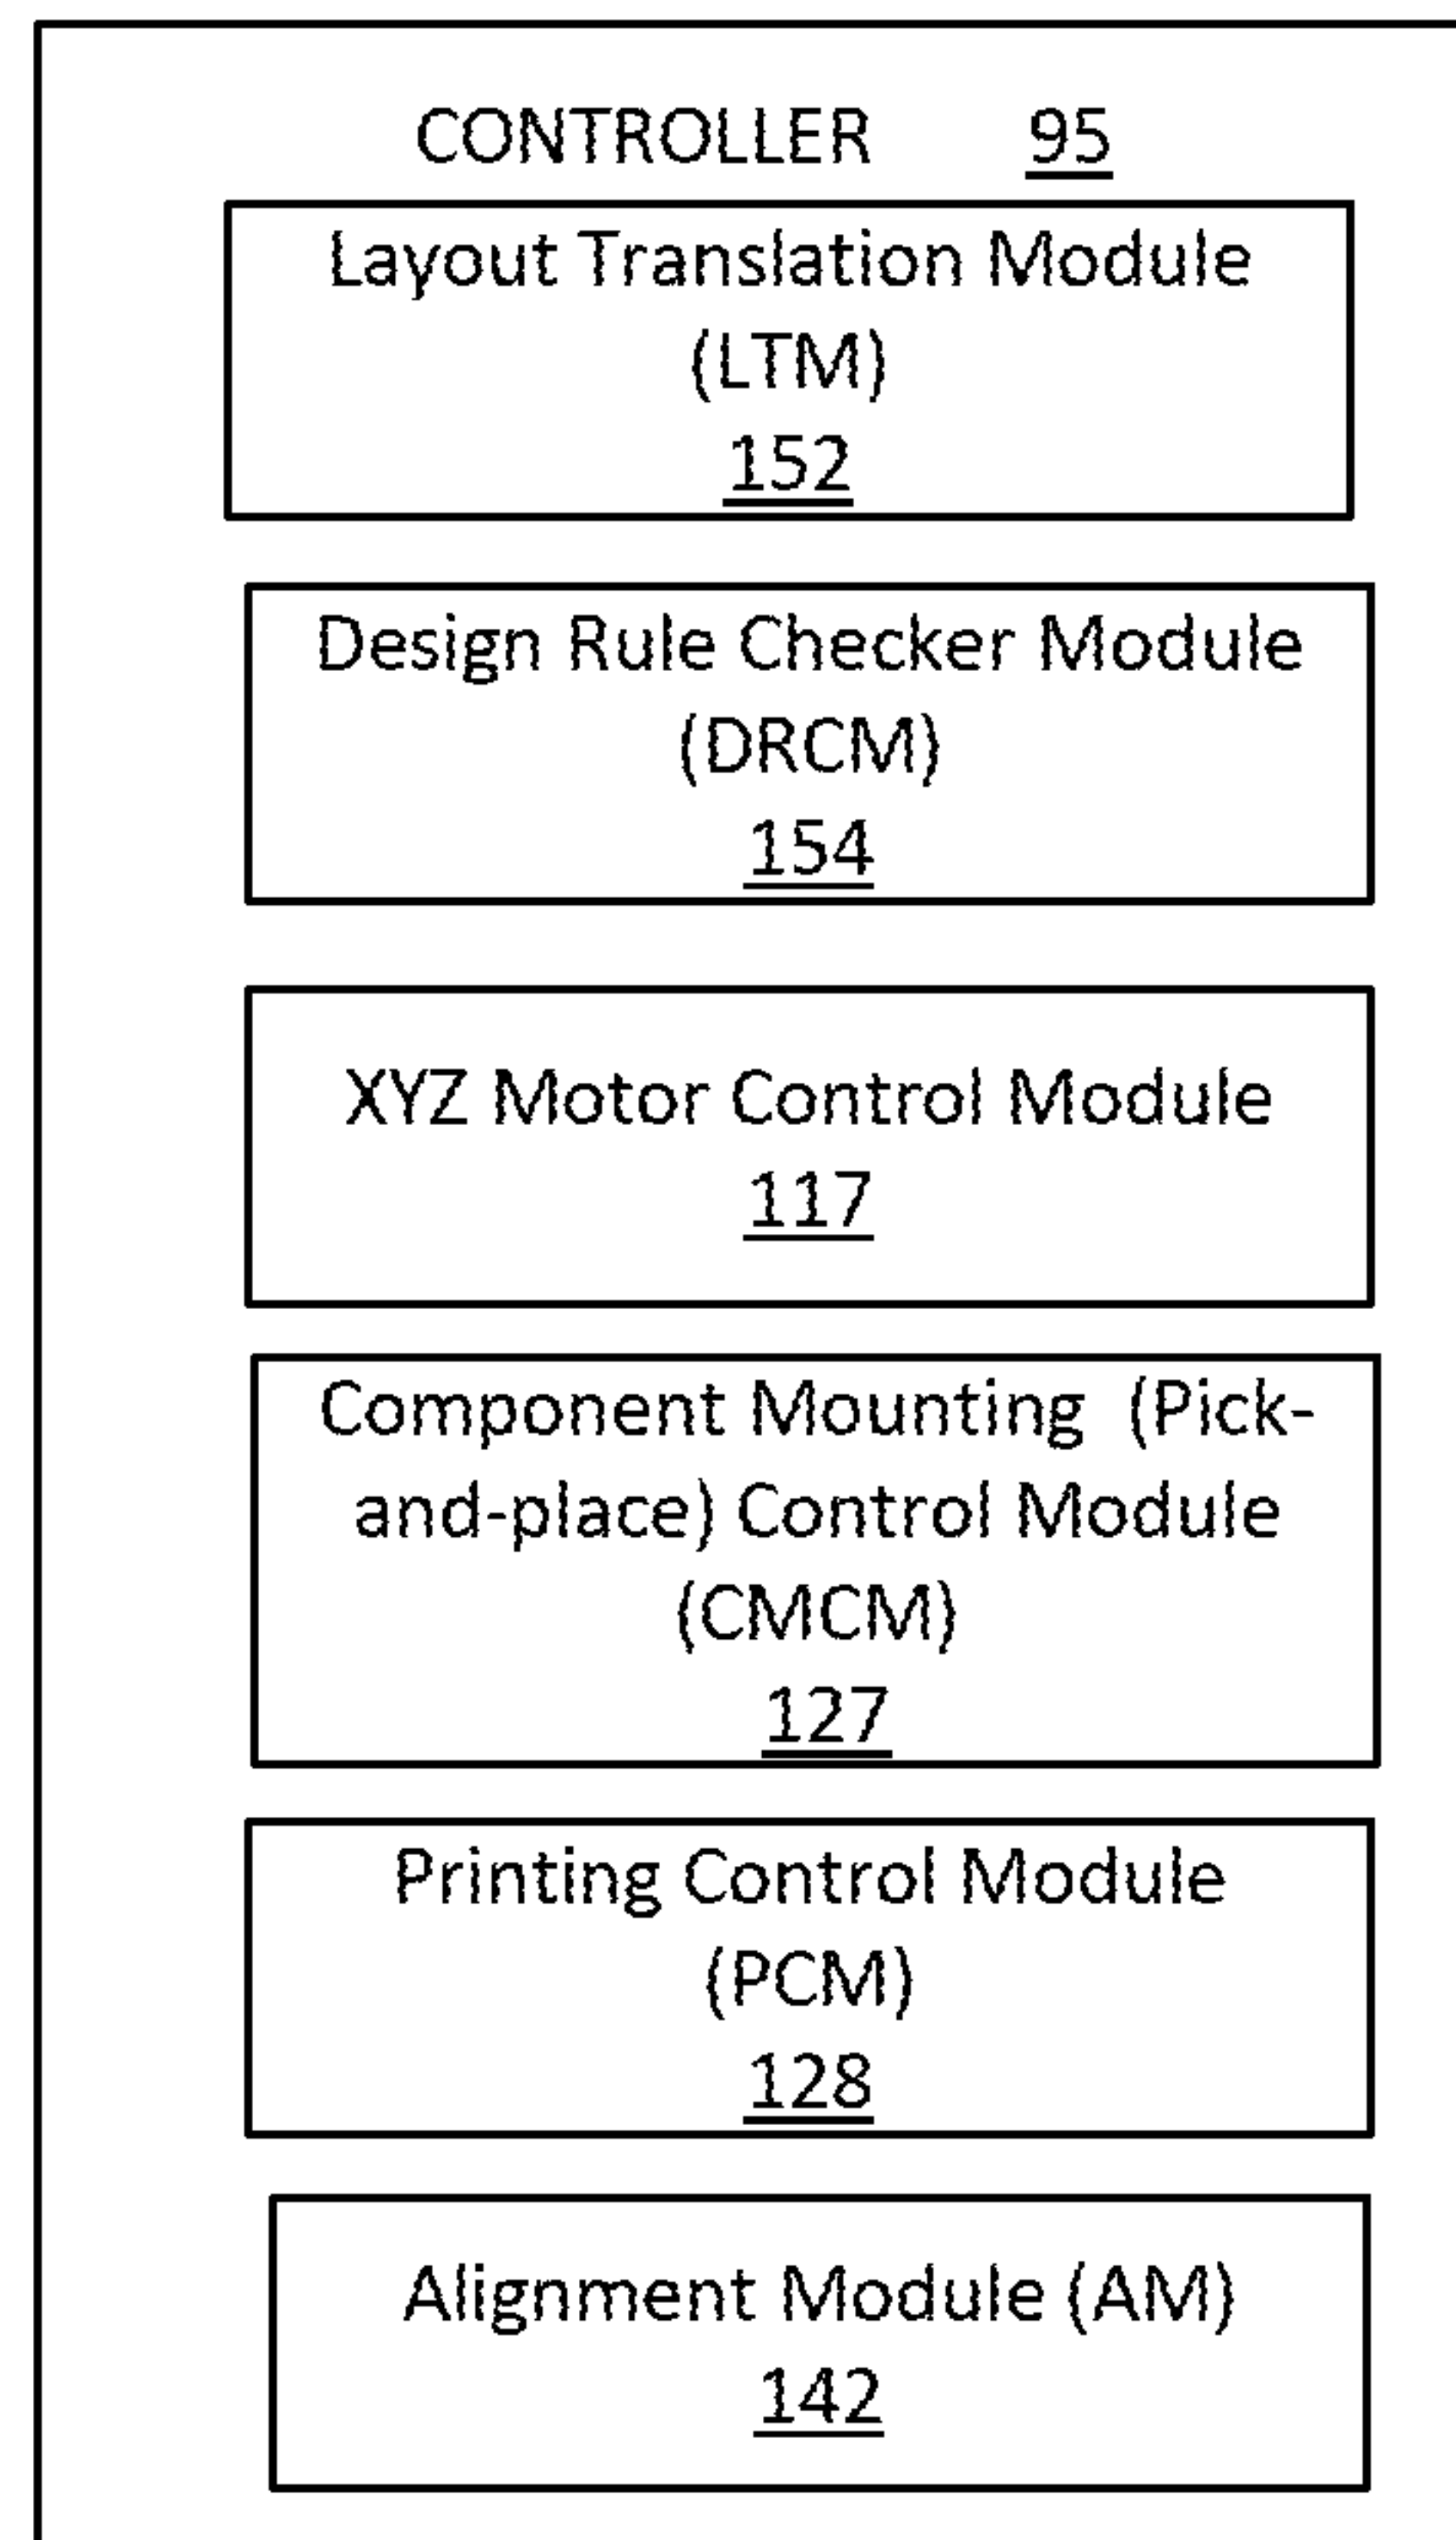 CONTROLLER 95
Layout Translation Module
(LTM)
152
Design Rule Checker Module
(DRCM)
154
XYZ Motor Control Module
117
Component Mounting (Pick-
and-place) Control Module
(CMCM)
127
Printing Control Module
(PCM)
128
Alignment Module (AM)
142